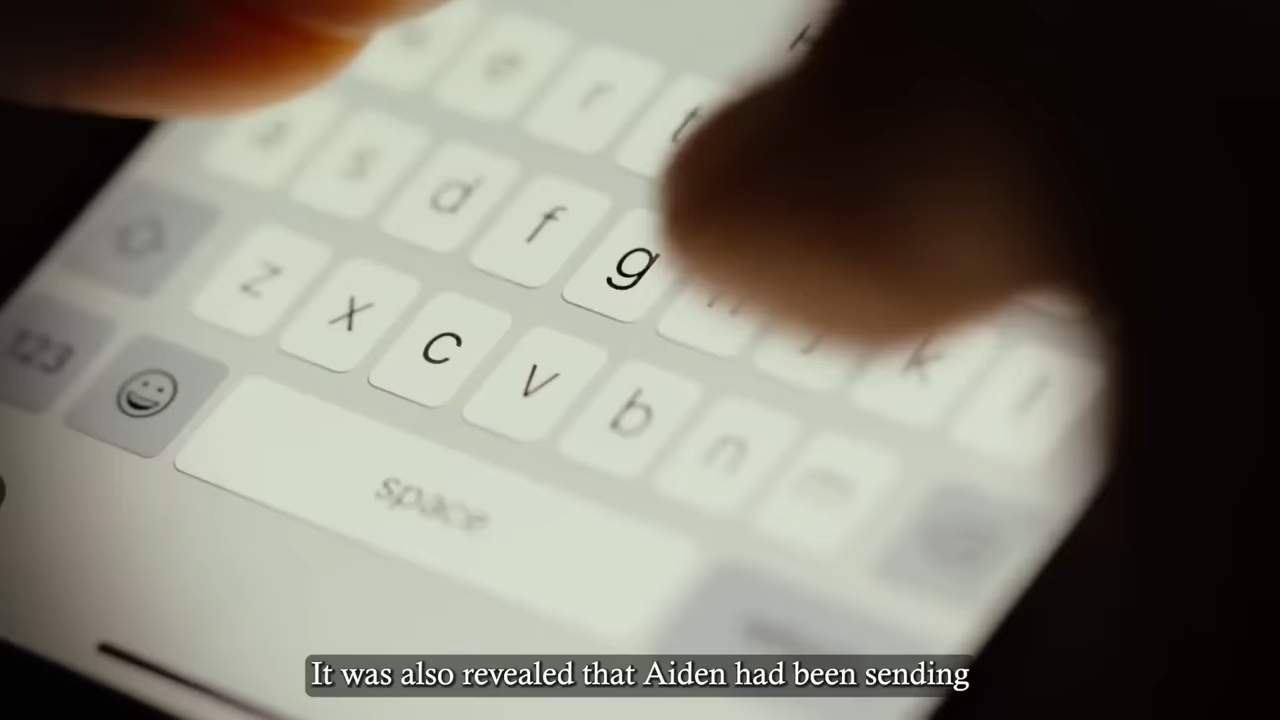 e r t
a s d f g k l
z x c v b n m
123
space
It was also revealed that Aiden had been sending